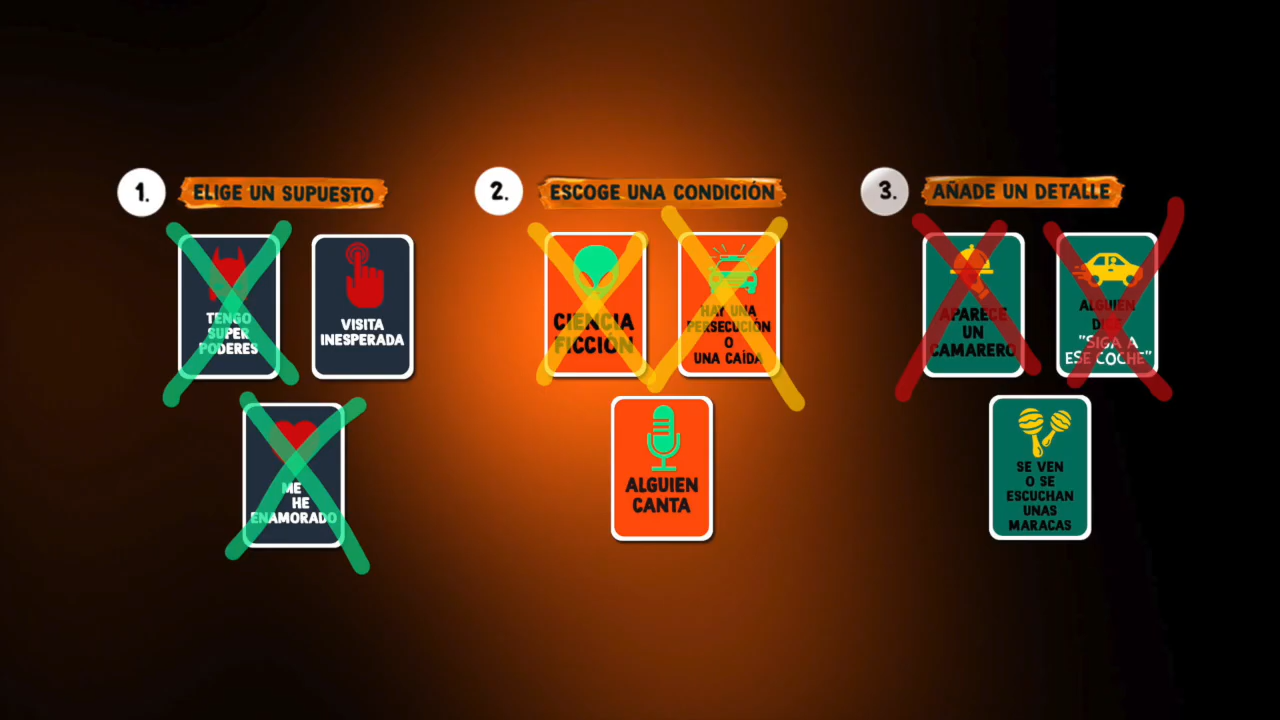 1.
ELIGE UN SUPUESTO
TENGO
SUPER
PODERES
VISITA
INESPERADA
ME
HE
ENAMORADO
2.
ESCOGE UNA CONDICIÓN
CIENCIA
FICCIÓN
HAY UNA
PERSECUCIÓN
O
UNA CAÍDA
ALGUIEN
CANTA
3.
AÑADE UN DETALLE
APARECE
UN
CAMARERO
ALGUIEN
DICE
"SIGA A
ESE COCHE"
SE VEN
O SE
ESCUCHAN
UNAS
MARACAS